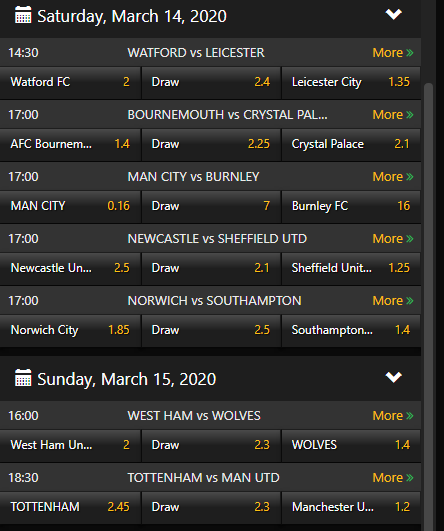 Saturday, March 14, 2020
14:30 WATFORD vs LEICESTER More »
Watford FC 2 Draw 2.4 Leicester City 1.35
17:00 BOURNEMOUTH vs CRYSTAL PAL... More »
AFC Bournem... 1.4 Draw 2.25 Crystal Palace 2.1
17:00 MAN CITY vs BURNLEY More »
MAN CITY 0.16 Draw 7 Burnley FC 16
17:00 NEWCASTLE vs SHEFFIELD UTD More »
Newcastle Un... 2.5 Draw 2.1 Sheffield Unit... 1.25
17:00 NORWICH vs SOUTHAMPTON More »
Norwich City 1.85 Draw 2.5 Southampton... 1.4
Sunday, March 15, 2020
16:00 WEST HAM vs WOLVES More »
West Ham Un... 2 Draw 2.3 WOLVES 1.4
18:30 TOTTENHAM vs MAN UTD More »
TOTTENHAM 2.45 Draw 2.3 Manchester U... 1.2